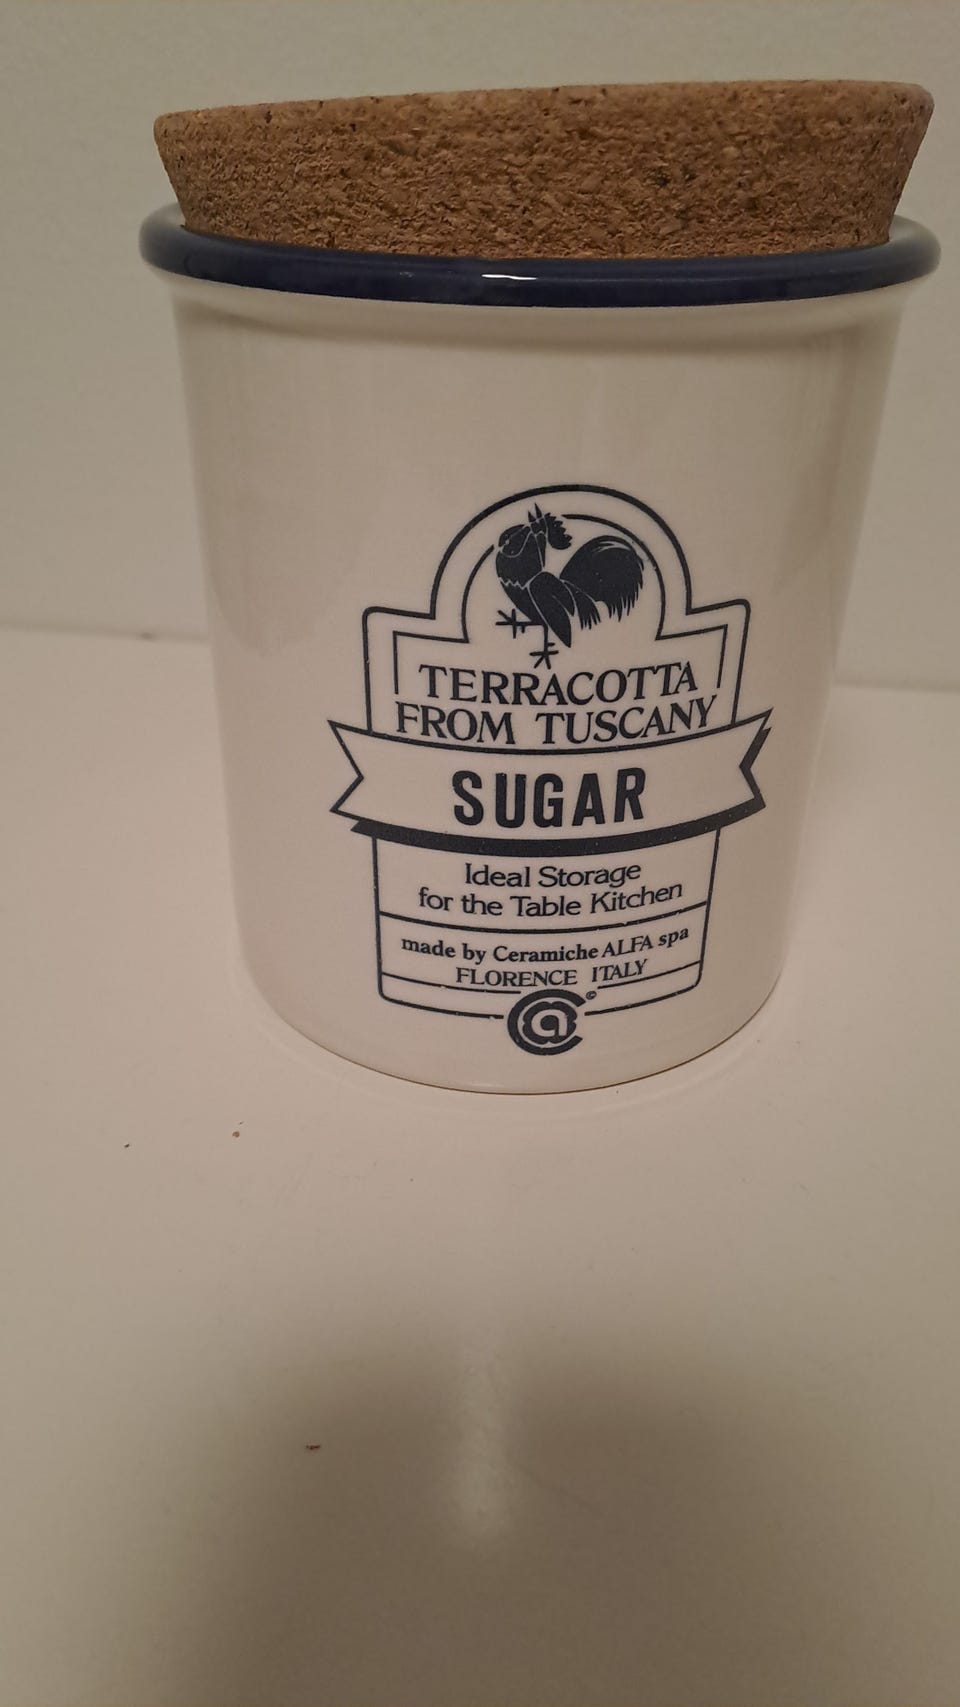 TERRACOTTA
FROM TUSCANY
SUGAR
Ideal Storage
for the Table Kitchen
made by Ceramiche ALFA spa
FLORENCE ITALY
©
a